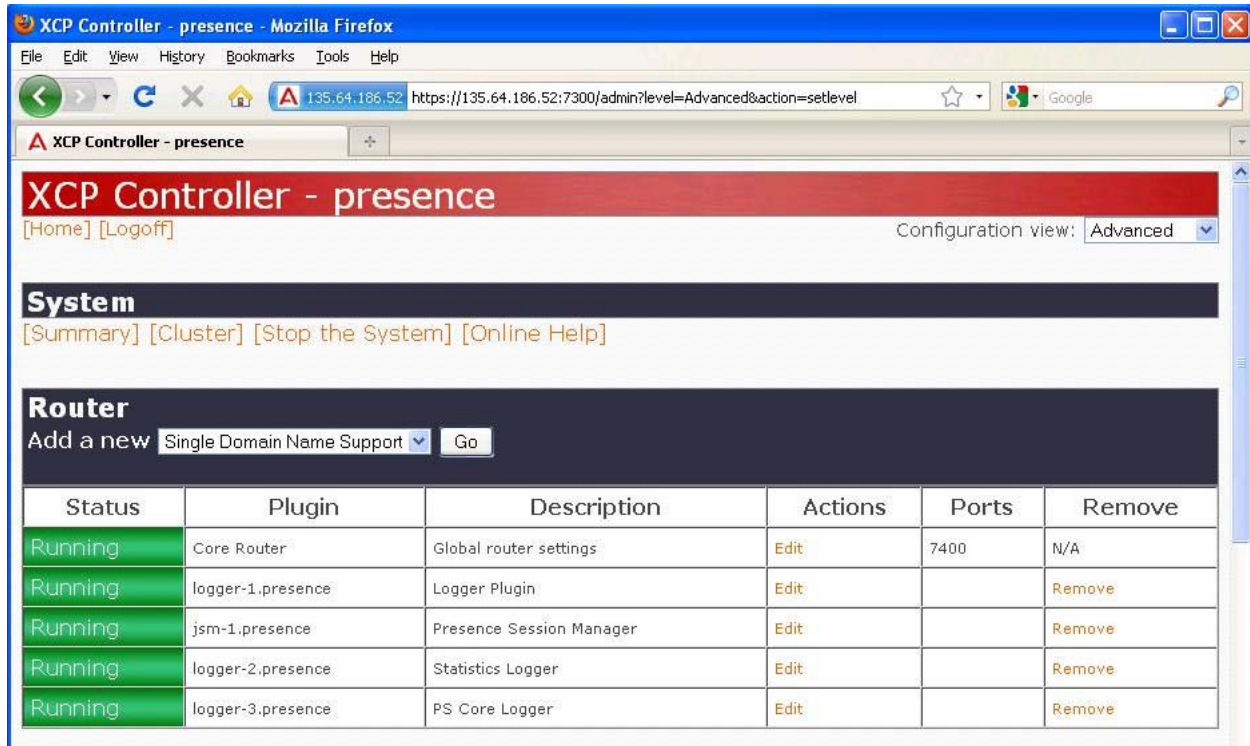 XCP Controller - presence - Mozilla Firefox
File Edit View History Bookmarks Tools Help
135.64.186.52 https://135.64.186.52:7300/admin?level=Advanced&action=setlevel Google
XCP Controller - presence
XCP Controller - presence
[Home] [Logoff] Configuration view: Advanced
System
[Summary] [Cluster] [Stop the System] [Online Help]
Router
Add a new Single Domain Name Support Go
Status Plugin Description Actions Ports Remove
Running Core Router Global router settings Edit 7400 N/A
Running logger-1.presence Logger Plugin Edit Remove
Running jsm-1.presence Presence Session Manager Edit Remove
Running logger-2.presence Statistics Logger Edit Remove
Running logger-3.presence PS Core Logger Edit Remove